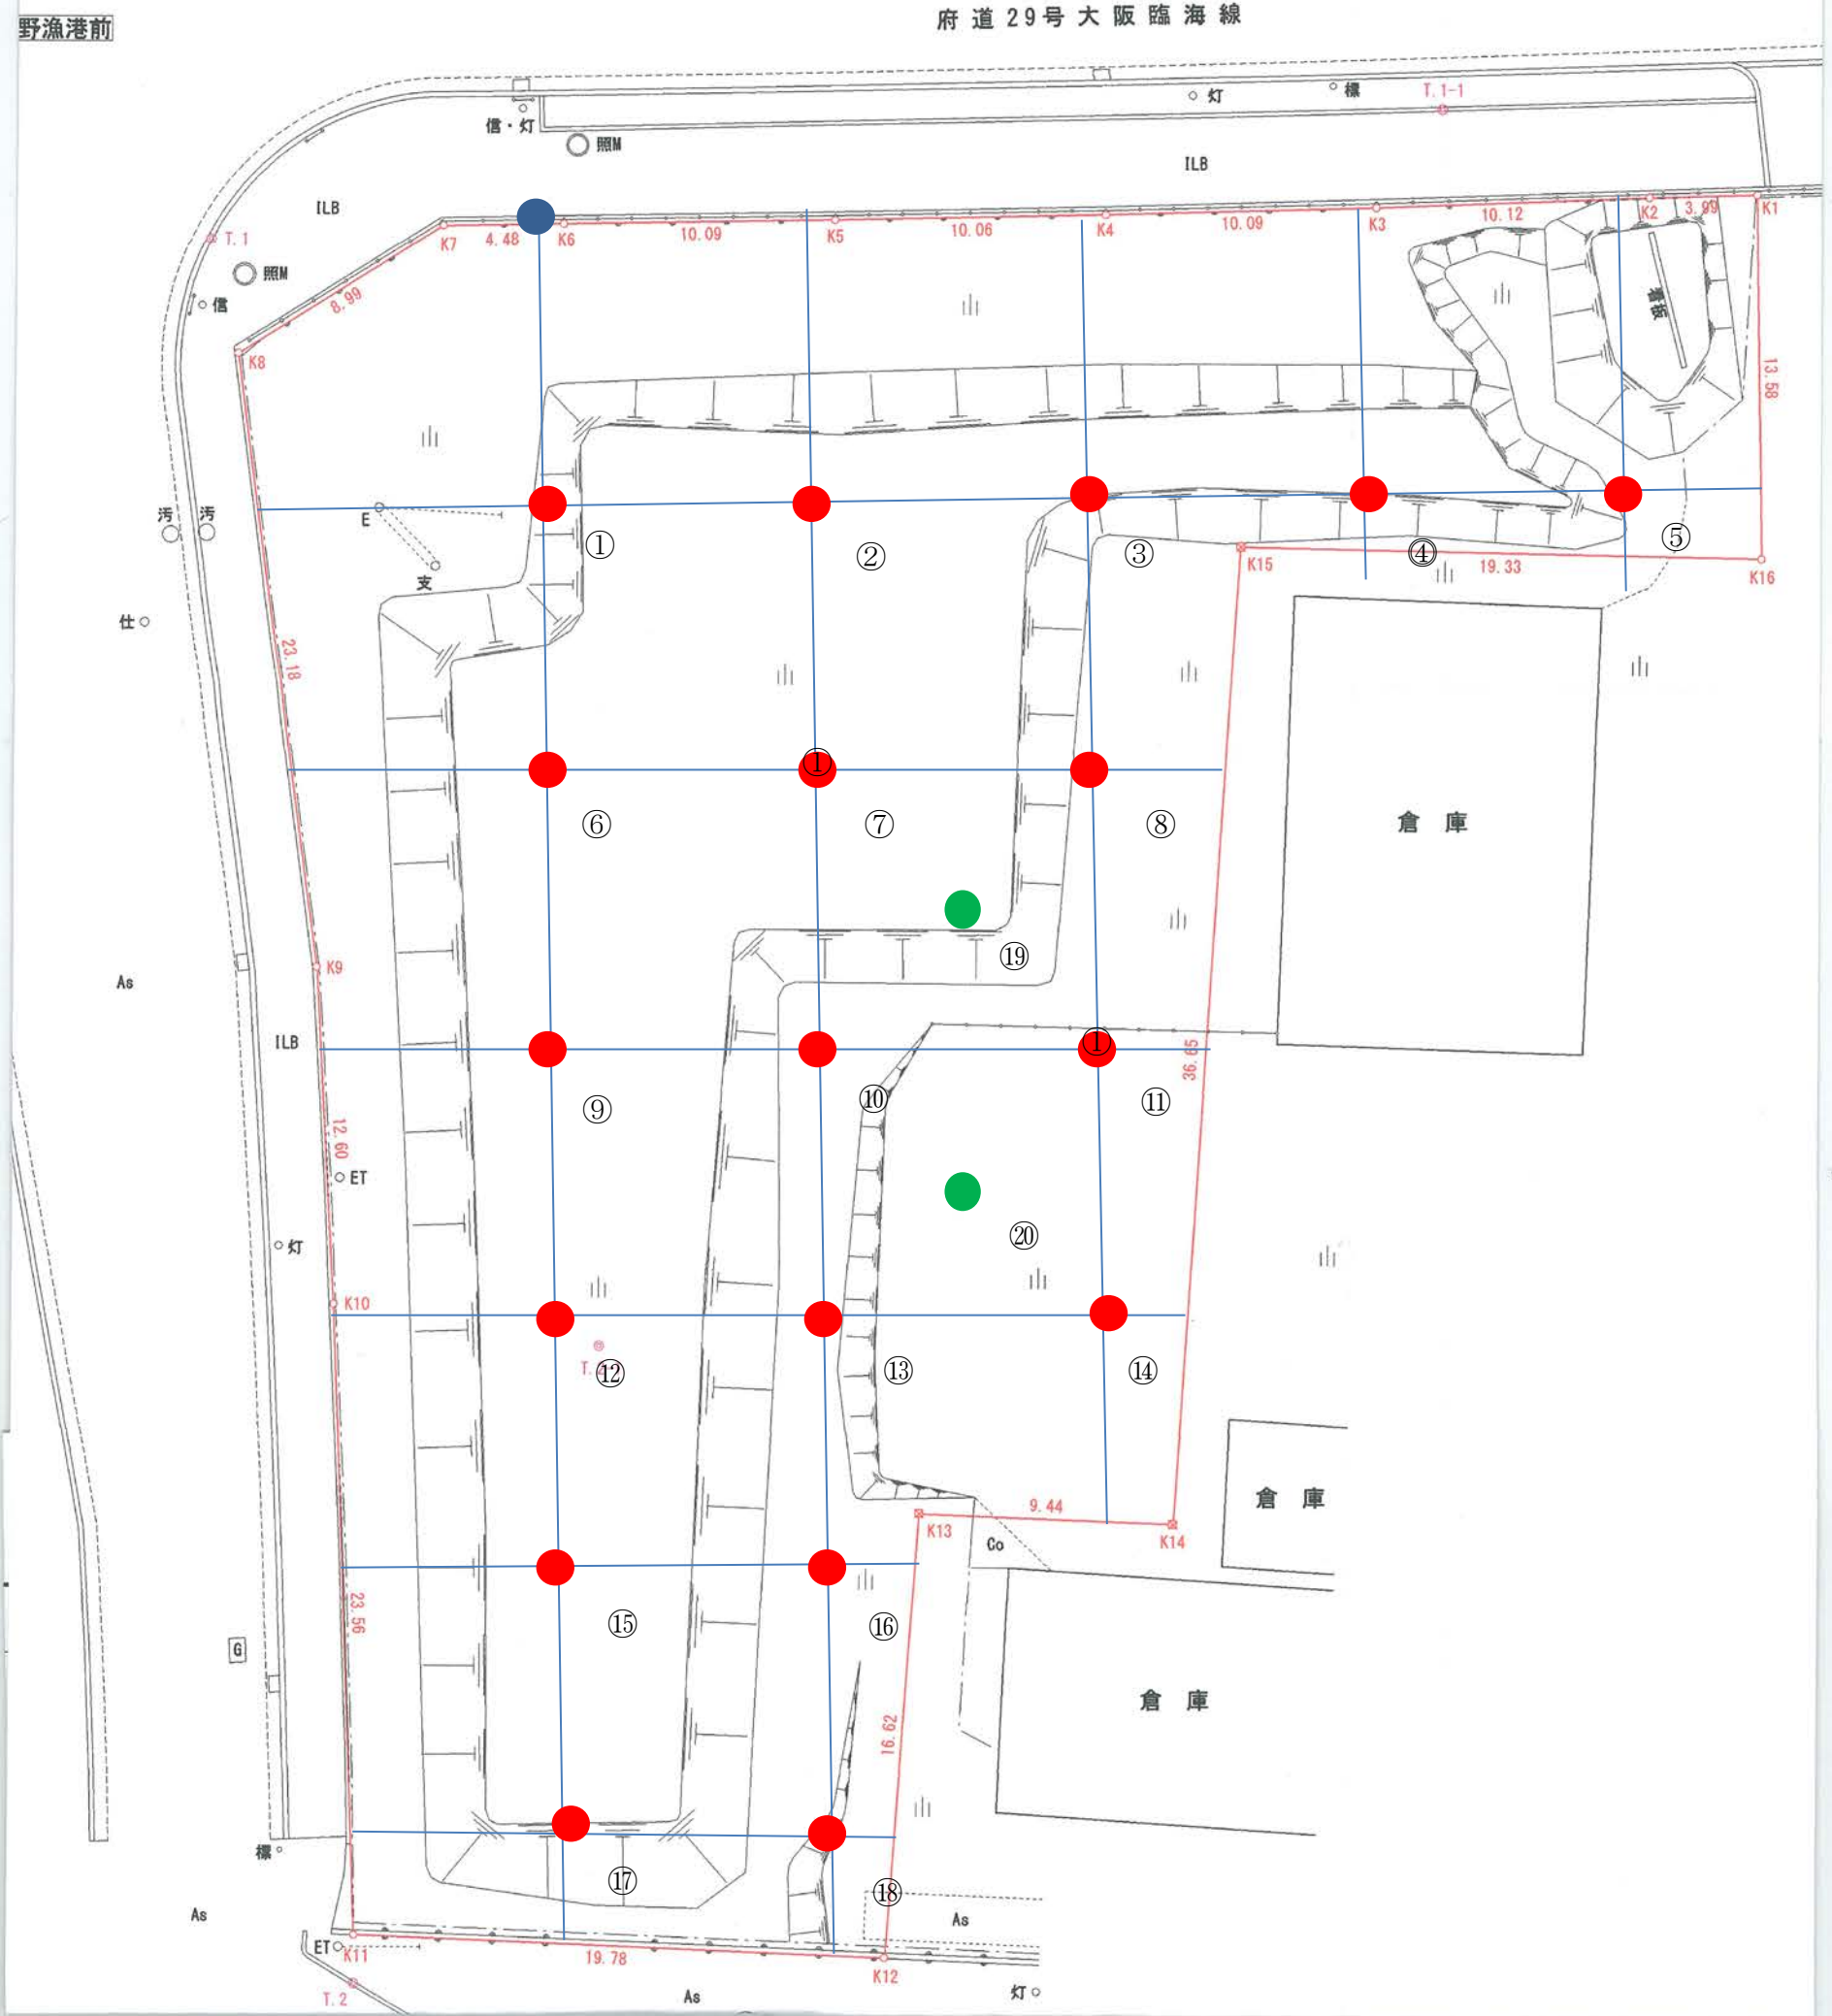 府道29号大阪臨海線
野漁港前
灯
標
T.1-1
信・灯
照M
ILB
ILB
K7
4.48
K6
10.09
K5
10.06
K4
10.09
K3
10.12
K2
3.99
K1
T.1
照M
信
8.99
看板
K8
13.58
汚
汚
E
①
②
③
④
⑤
K15
19.33
K16
支
仕
23.18
①
⑥
⑦
⑧
倉庫
⑲
K9
As
ILB
①
36.65
⑨
⑩
⑪
12.60
ET
灯
⑳
K10
T.2
⑫
⑬
⑭
9.44
倉庫
K13
K14
Co
23.56
⑮
⑯
G
16.62
倉庫
標
⑰
⑱
As
As
ET
K11
19.78
K12
T.2
As
灯